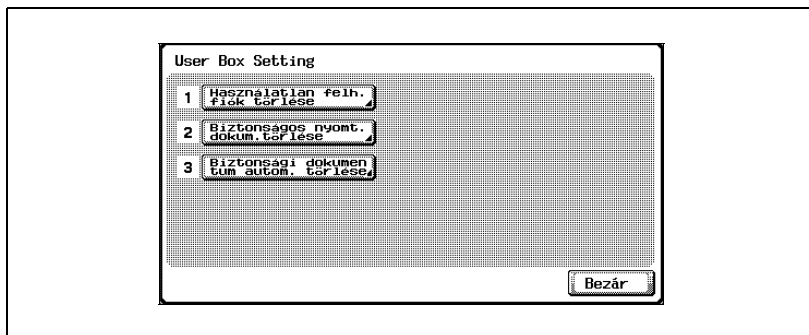 User Box Setting
1 Használatlan felh.
fiók törlése
2 Biztonságos nyomt.
dokum.törlése
3 Biztonsági dokumen
tum autom. törlése
Bezár